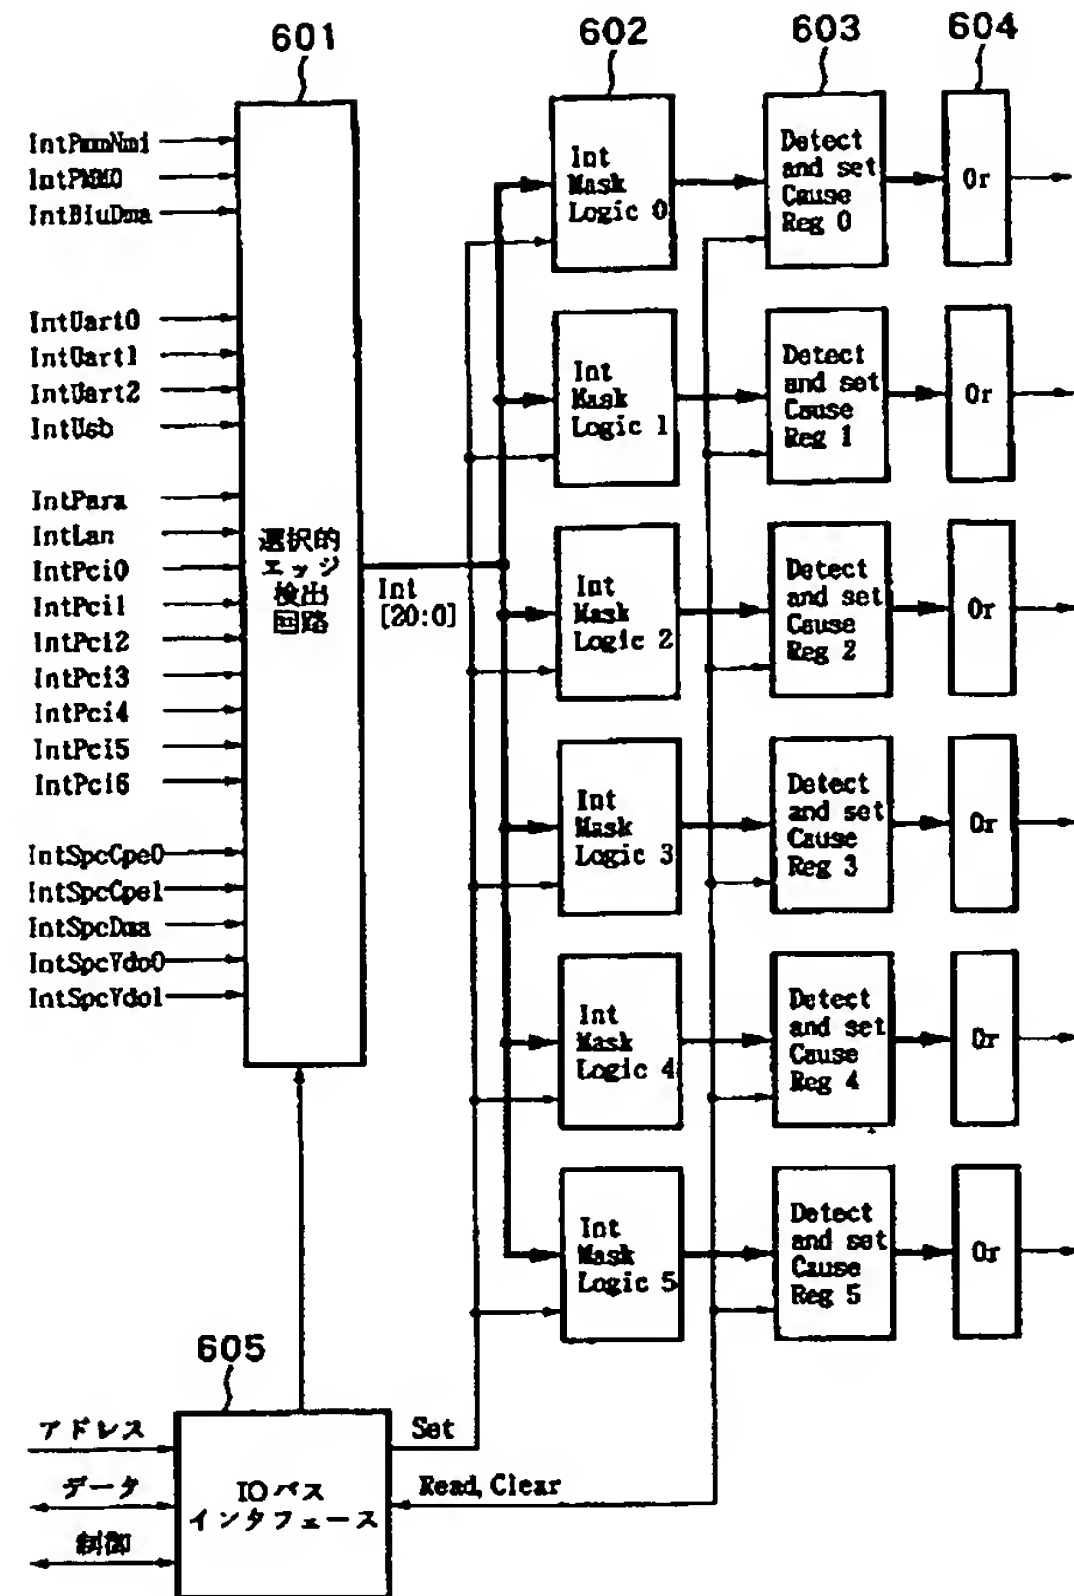 601
602
603
604
IntPmmNmi
IntPMM0
IntBiuDma
IntUart0
IntUart1
IntUart2
IntUsb
IntPara
IntLan
IntPci0
IntPci1
IntPci2
IntPci3
IntPci4
IntPci5
IntPci6
IntSpcCpe0
IntSpcCpe1
IntSpcDma
IntSpcVdo0
IntSpcVdo1
選択的
エッジ
検出
回路
Int
[20:0]
Int
Mask
Logic 0
Detect
and set
Cause
Reg 0
Or
Int
Mask
Logic 1
Detect
and set
Cause
Reg 1
Or
Int
Mask
Logic 2
Detect
and set
Cause
Reg 2
Or
Int
Mask
Logic 3
Detect
and set
Cause
Reg 3
Or
Int
Mask
Logic 4
Detect
and set
Cause
Reg 4
Or
Int
Mask
Logic 5
Detect
and set
Cause
Reg 5
Or
605
アドレス
データ
制御
IOバス
インタフェース
Set
Read, Clear